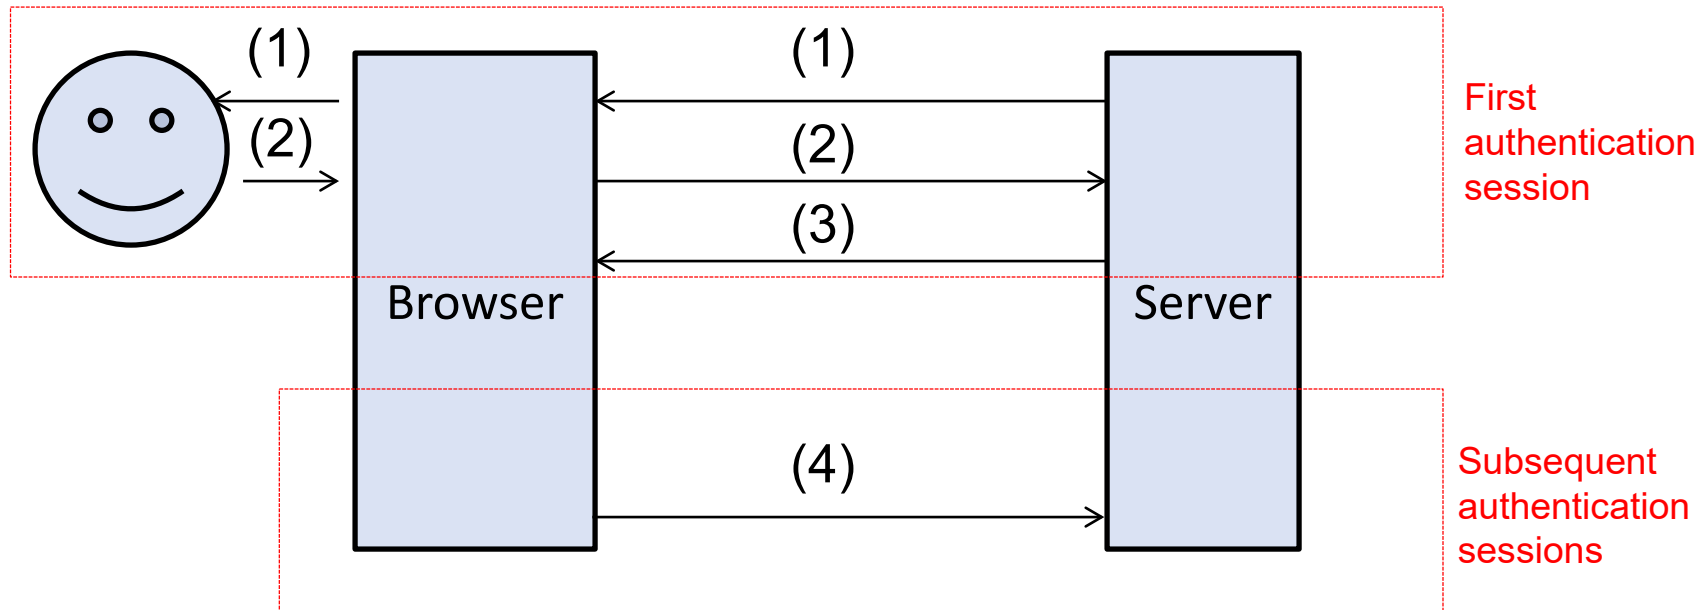 (1)
(1)
(2)
(2)
(3)
First
authentication
session
Browser
Server
(4)
Subsequent
authentication
sessions